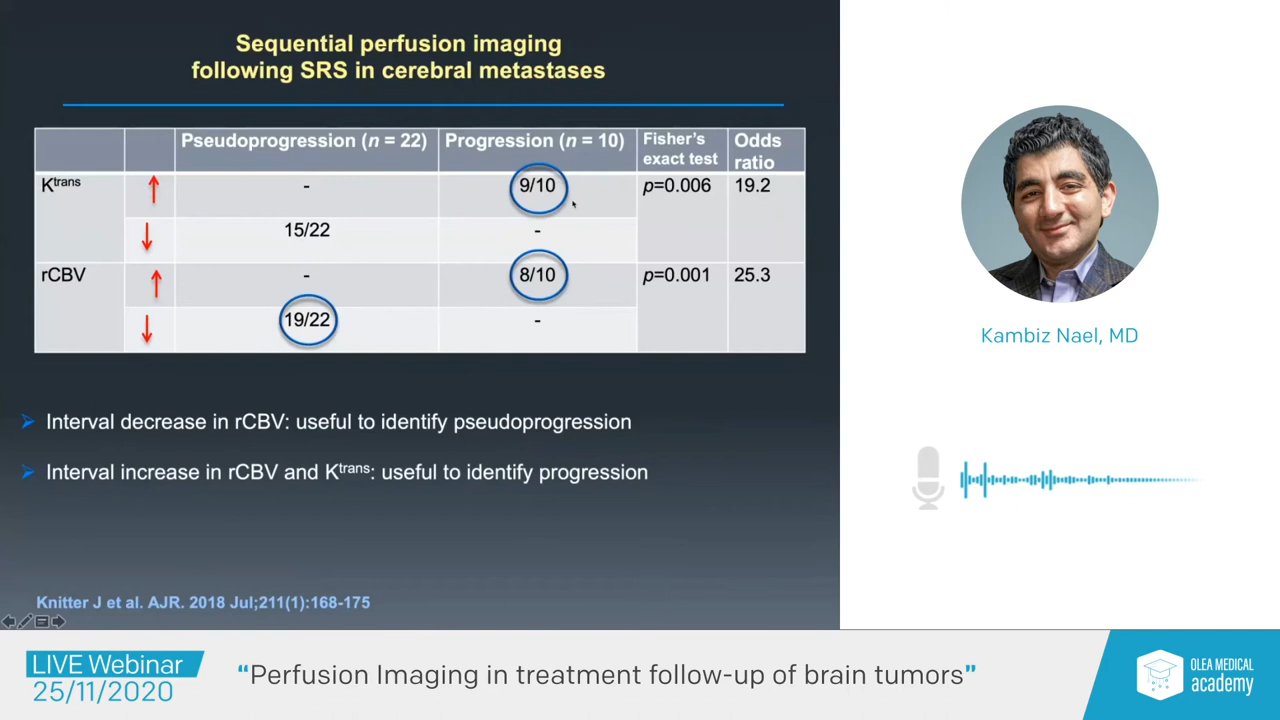 Sequential perfusion imaging
following SRS in cerebral metastases
Pseudoprogression (n = 22) Progression (n = 10) Fisher's exact test Odds ratio
Ktrans ↑ - 9/10 p=0.006 19.2
↓ 15/22 -
rCBV ↑ - 8/10 p=0.001 25.3
↓ 19/22 -
Interval decrease in rCBV: useful to identify pseudoprogression
Interval increase in rCBV and Ktrans: useful to identify progression
Knitter J et al. AJR. 2018 Jul;211(1):168-175
Kambiz Nael, MD
LIVE Webinar
25/11/2020
“Perfusion Imaging in treatment follow-up of brain tumors”
OLEA MEDICAL
academy